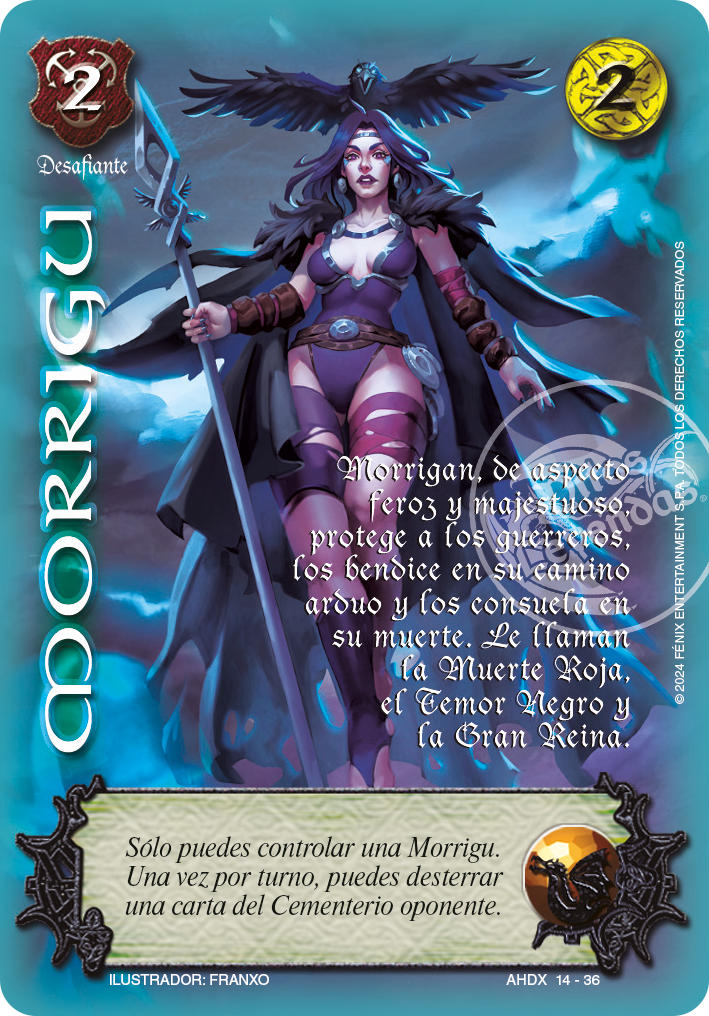 2
2
Desafiante
MORRIGU
Morrigan, de aspecto
feroz y majestuoso,
protege a los guerreros,
los bendice en su camino
arduo y los consuela en
su muerte. Le llaman
la Muerte Roja,
el Temor Negro y
la Gran Reina.
© 2024 FÉNIX ENTERTAINMENT S.P.A. TODOS LOS DERECHOS RESERVADOS
Sólo puedes controlar una Morrigu.
Una vez por turno, puedes desterrar
una carta del Cementerio oponente.
ILUSTRADOR: FRANXO
AHDX 14 - 36